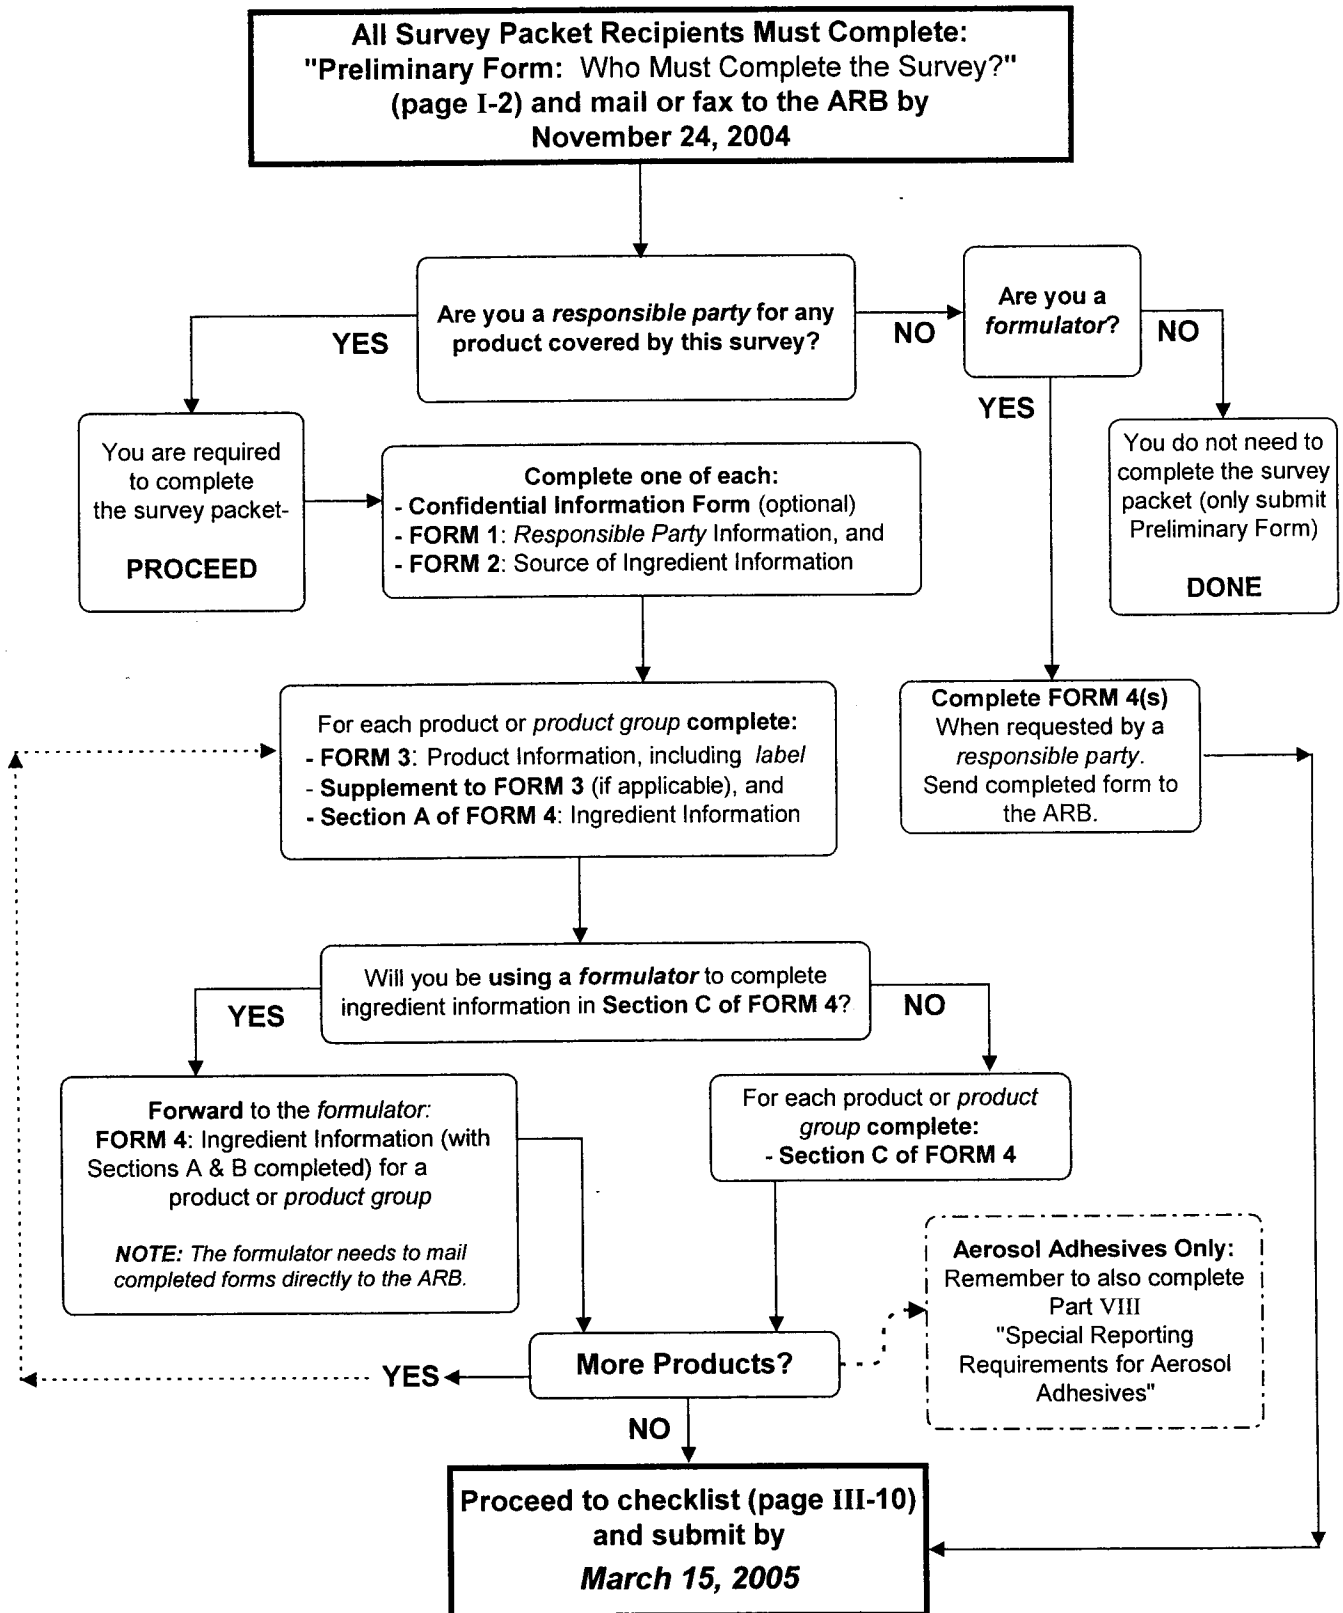 All Survey Packet Recipients Must Complete:
"Preliminary Form: Who Must Complete the Survey?"
(page I-2) and mail or fax to the ARB by
November 24, 2004
Are you a responsible party for any
product covered by this survey?
YES
NO
Are you a
formulator?
NO
YES
You are required
to complete
the survey packet-
PROCEED
Complete one of each:
- Confidential Information Form (optional)
- FORM 1: Responsible Party Information, and
- FORM 2: Source of Ingredient Information
You do not need to
complete the survey
packet (only submit
Preliminary Form)
DONE
For each product or product group complete:
- FORM 3: Product Information, including label
- Supplement to FORM 3 (if applicable), and
- Section A of FORM 4: Ingredient Information
Complete FORM 4(s)
When requested by a
responsible party.
Send completed form to
the ARB.
Will you be using a formulator to complete
ingredient information in Section C of FORM 4?
YES
NO
Forward to the formulator:
FORM 4: Ingredient Information (with
Sections A & B completed) for a
product or product group
NOTE: The formulator needs to mail
completed forms directly to the ARB.
For each product or product
group complete:
- Section C of FORM 4
Aerosol Adhesives Only:
Remember to also complete
Part VIII
"Special Reporting
Requirements for Aerosol
Adhesives"
More Products?
YES
NO
Proceed to checklist (page III-10)
and submit by
March 15, 2005